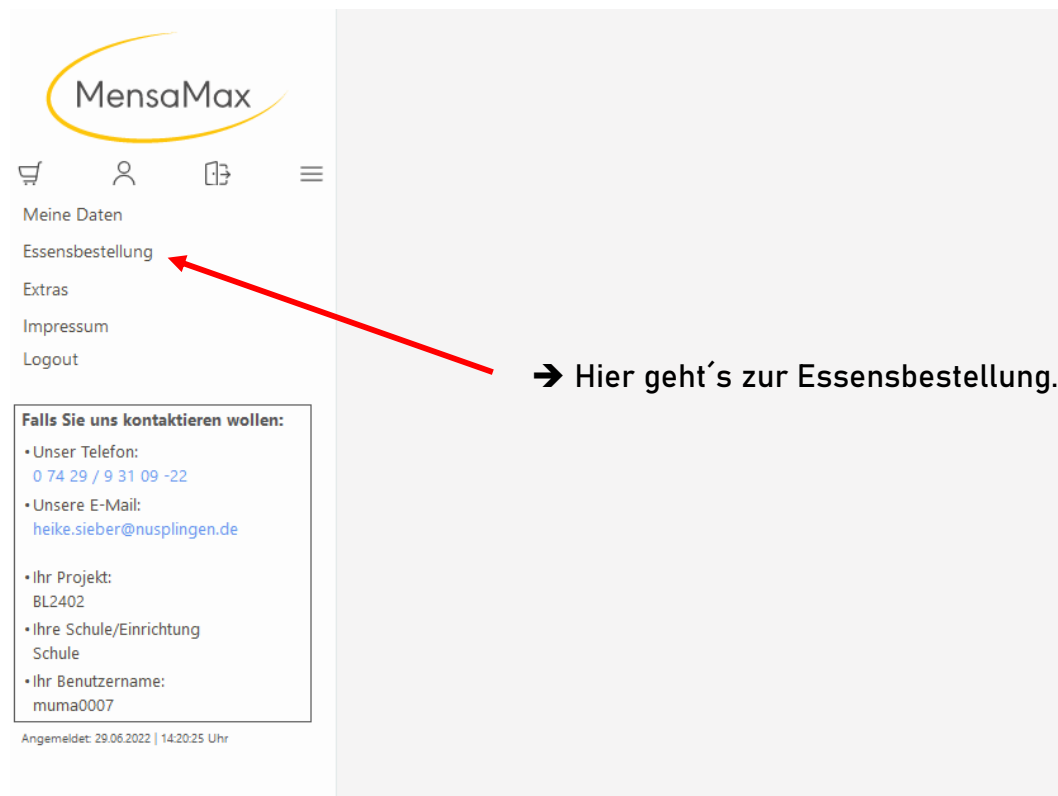 MensaMax
Meine Daten
Essensbestellung
Extras
Impressum
Logout
➔ Hier geht´s zur Essensbestellung.
Falls Sie uns kontaktieren wollen:
• Unser Telefon:
0 74 29 / 9 31 09 -22
• Unsere E-Mail:
heike.sieber@nusplingen.de
• Ihr Projekt:
BL2402
• Ihre Schule/Einrichtung
Schule
• Ihr Benutzername:
muma0007
Angemeldet: 29.06.2022 | 14:20:25 Uhr